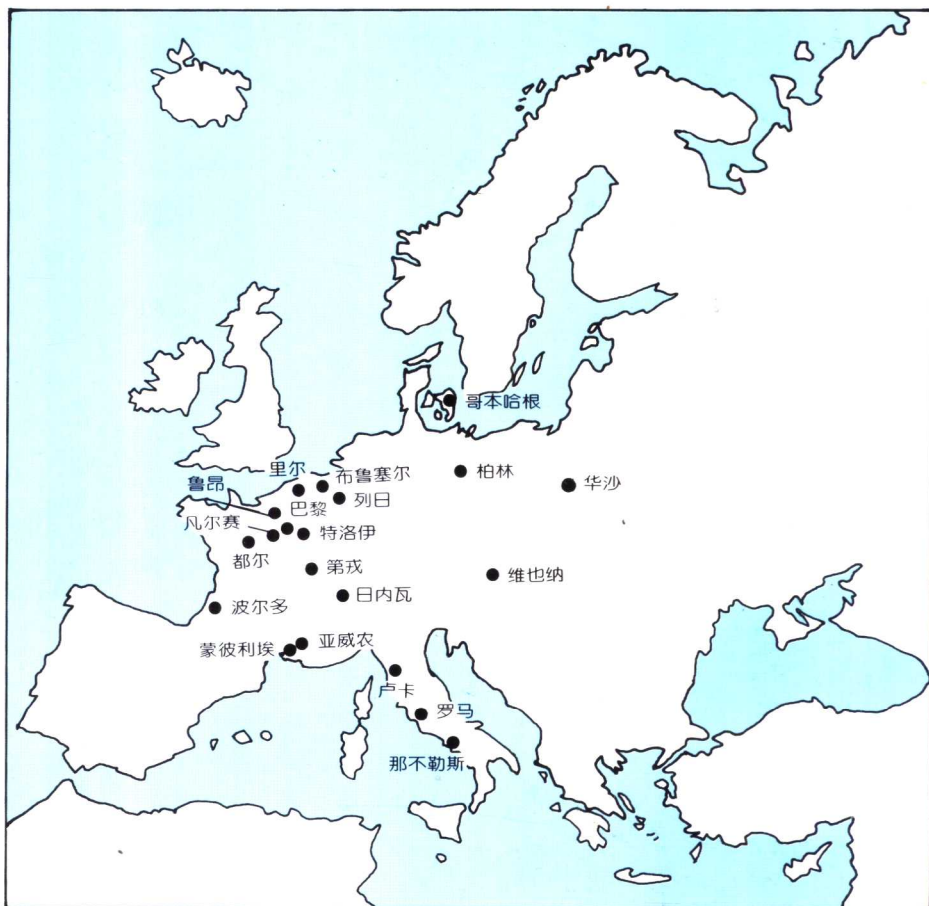 哥本哈根
里尔
布鲁塞尔
柏林
鲁昂
列日
华沙
巴黎
凡尔赛
特洛伊
都尔
第戎
维也纳
日内瓦
波尔多
亚威农
蒙彼利埃
卢卡
罗马
那不勒斯